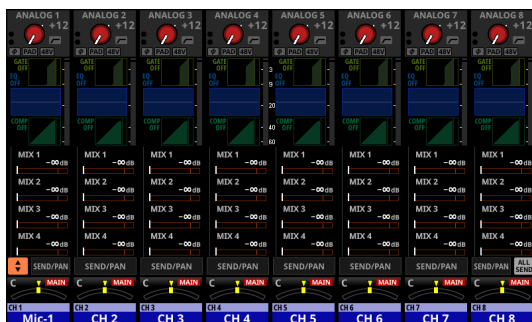 ANALOG 1 ANALOG 2 ANALOG 3 ANALOG 4 ANALOG 5 ANALOG 6 ANALOG 7 ANALOG 8
+12 +12 +12 +12 +12 +12 +12 +12
Φ PAD 48V Φ PAD 48V Φ PAD 48V Φ PAD 48V Φ PAD 48V Φ PAD 48V Φ PAD 48V Φ PAD 48V
GATE OFF GATE OFF GATE OFF GATE OFF GATE OFF GATE OFF GATE OFF GATE OFF
3
EQ OFF EQ OFF EQ OFF EQ OFF EQ OFF EQ OFF EQ OFF EQ OFF
9
20
COMP OFF COMP OFF COMP OFF COMP OFF COMP OFF COMP OFF COMP OFF COMP OFF
40
60
MIX 1 MIX 1 MIX 1 MIX 1 MIX 1 MIX 1 MIX 1 MIX 1
-∞dB -∞dB -∞dB -∞dB -∞dB -∞dB -∞dB -∞dB
MIX 2 MIX 2 MIX 2 MIX 2 MIX 2 MIX 2 MIX 2 MIX 2
-∞dB -∞dB -∞dB -∞dB -∞dB -∞dB -∞dB -∞dB
MIX 3 MIX 3 MIX 3 MIX 3 MIX 3 MIX 3 MIX 3 MIX 3
-∞dB -∞dB -∞dB -∞dB -∞dB -∞dB -∞dB -∞dB
MIX 4 MIX 4 MIX 4 MIX 4 MIX 4 MIX 4 MIX 4 MIX 4
-∞dB -∞dB -∞dB -∞dB -∞dB -∞dB -∞dB -∞dB
SEND/PAN SEND/PAN SEND/PAN SEND/PAN SEND/PAN SEND/PAN SEND/PAN SEND/PAN ALL SEND
C MAIN C MAIN C MAIN C MAIN C MAIN C MAIN C MAIN C MAIN
CH 1 CH 2 CH 3 CH 4 CH 5 CH 6 CH 7 CH 8
Mic-1 CH 2 CH 3 CH 4 CH 5 CH 6 CH 7 CH 8